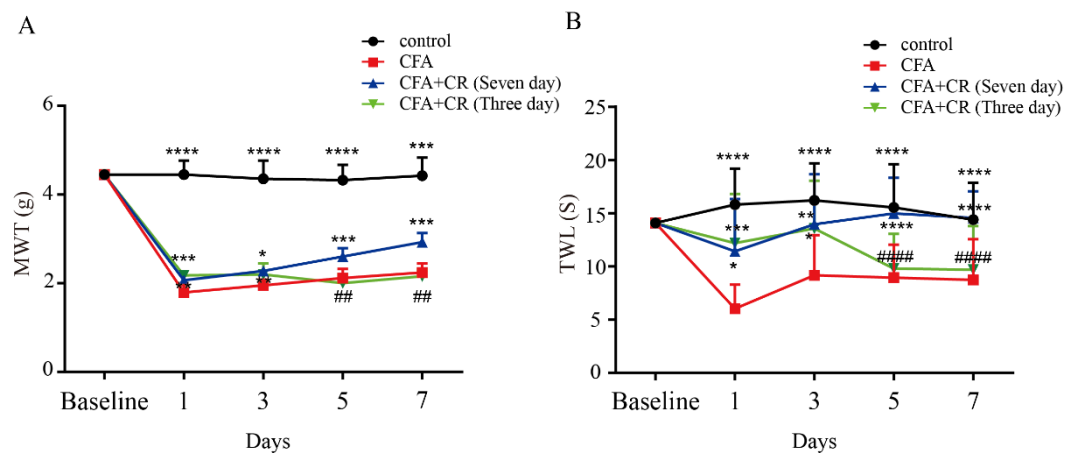 A
control
CFA
CFA+CR (Seven day)
CFA+CR (Three day)
6
4
2
0
MWT (g)
**** **** **** ***
*** * *** ***
** ** ## ##
Baseline 1 3 5 7
Days
B
control
CFA
CFA+CR (Seven day)
CFA+CR (Three day)
25
20
15
10
5
0
TWL (S)
**** **** **** ****
*** ** **** ****
* * #### ####
Baseline 1 3 5 7
Days